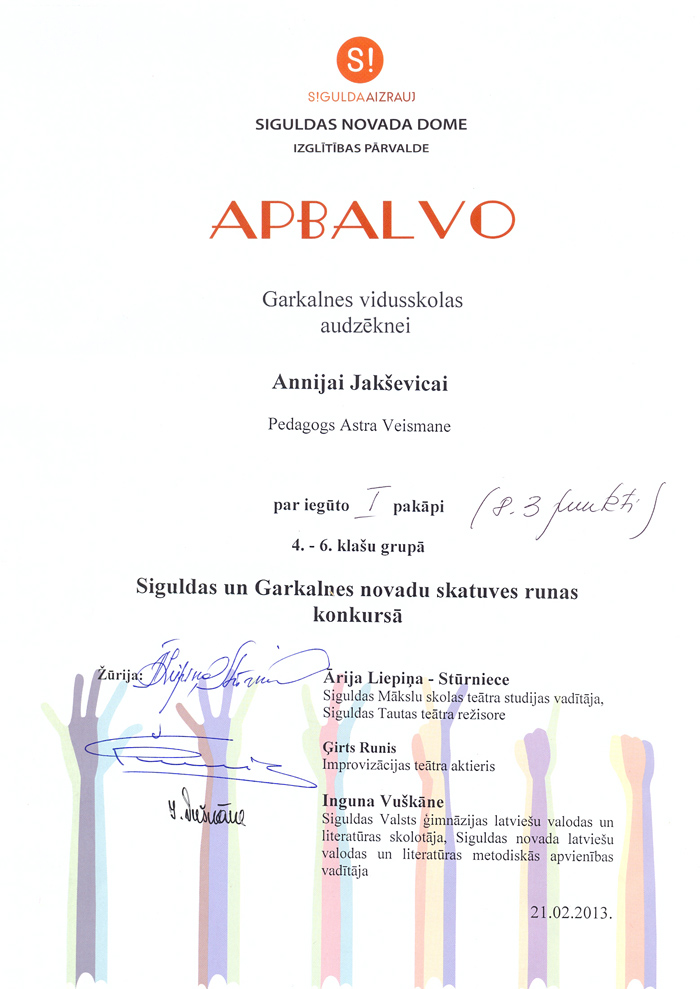 S!
S!GULDAAIZRAUJ
SIGULDAS NOVADA DOME
IZGLĪTĪBAS PĀRVALDE
APBALVO
Garkalnes vidusskolas
audzēknei
Annijai Jakševicai
Pedagogs Astra Veismane
par iegūto I pakāpi (8.3 punkti)
4. - 6. klašu grupā
Siguldas un Garkalnes novadu skatuves runas
konkursā
Žūrija:
Ārija Liepiņa - Stūrniece
Siguldas Mākslu skolas teātra studijas vadītāja,
Siguldas Tautas teātra režisore
Ģirts Runis
Improvizācijas teātra aktieris
Inguna Vuškāne
Siguldas Valsts ģimnāzijas latviešu valodas un
literatūras skolotāja, Siguldas novada latviešu
valodas un literatūras metodiskās apvienības
vadītāja
21.02.2013.